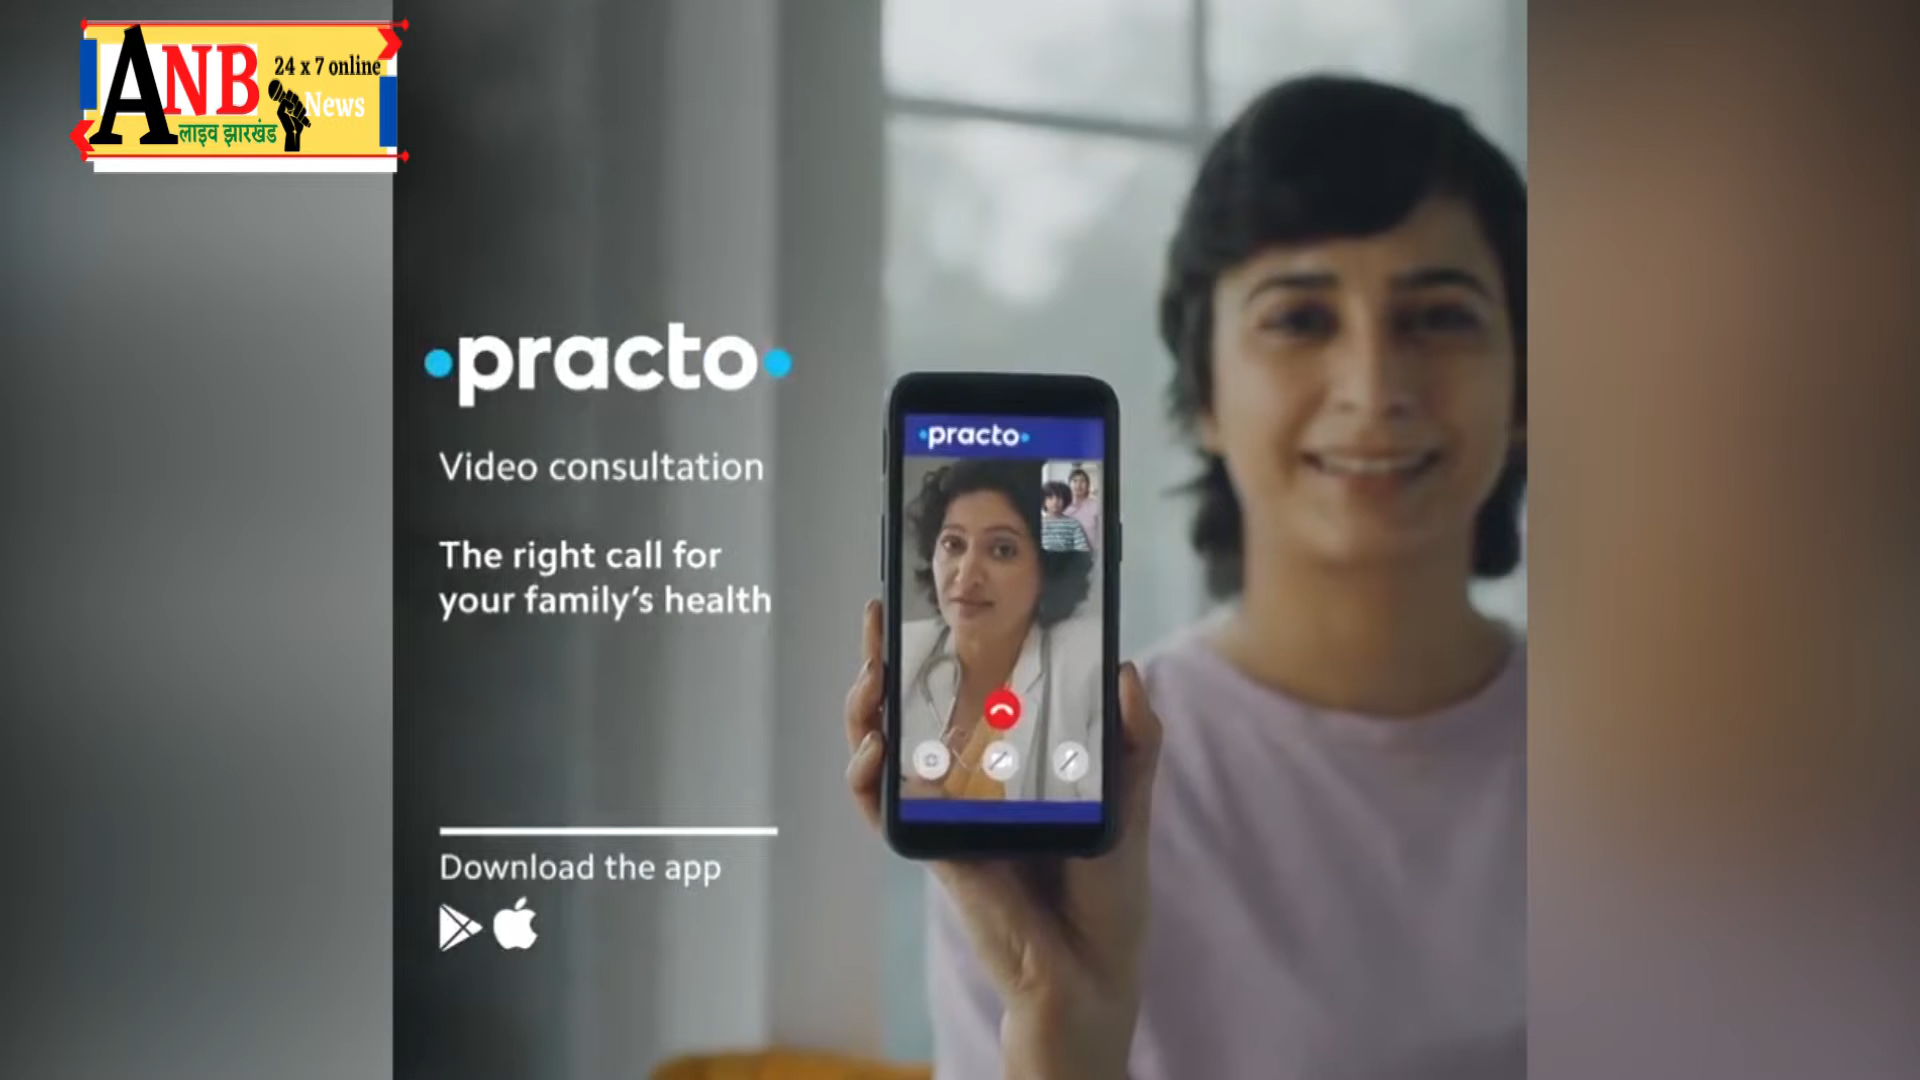 ANB
24 x 7 online
News
लाइव झारखंड
practo
Video consultation
The right call for
your family's health
practo
Download the app